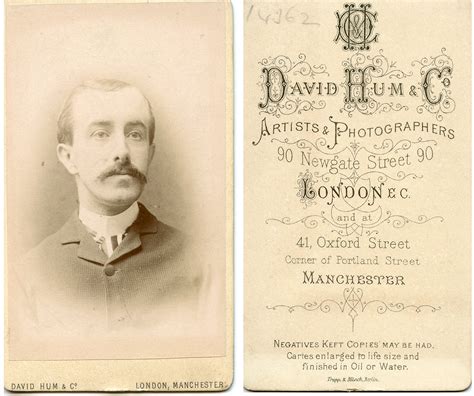 DAVID HUM & Co. LONDON, MANCHESTER.
14962
DAVID HUM & Co
ARTISTS & PHOTOGRAPHERS
90 Newgate Street 90
LONDON E.C.
and at
41, Oxford Street
Corner of Portland Street
MANCHESTER
NEGATIVES KEPT COPIES MAY BE HAD,
Cartes enlarged to life size and
finished in Oil or Water.
Berlin.